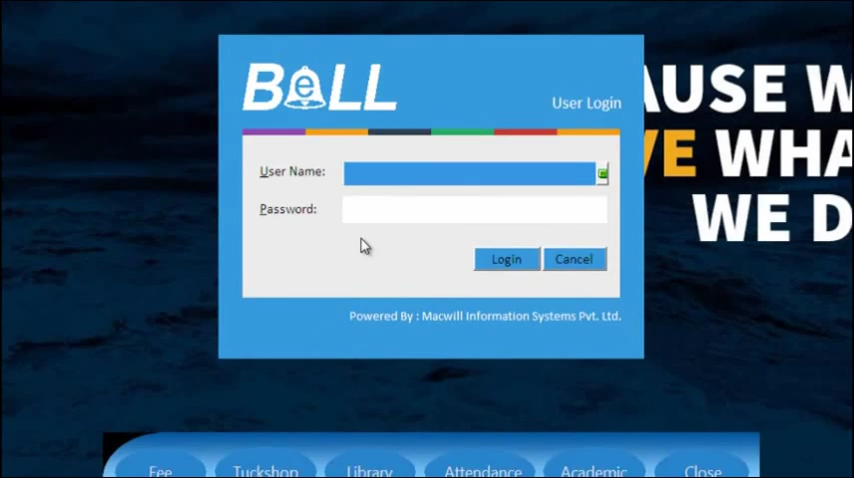 BeLL
User Login
AUSE W
VE WHA
WE D
User Name:
Password:
Login Cancel
Powered By : Macwill Information Systems Pvt. Ltd.
Fee Tuckshop Library Attendance Academic Close